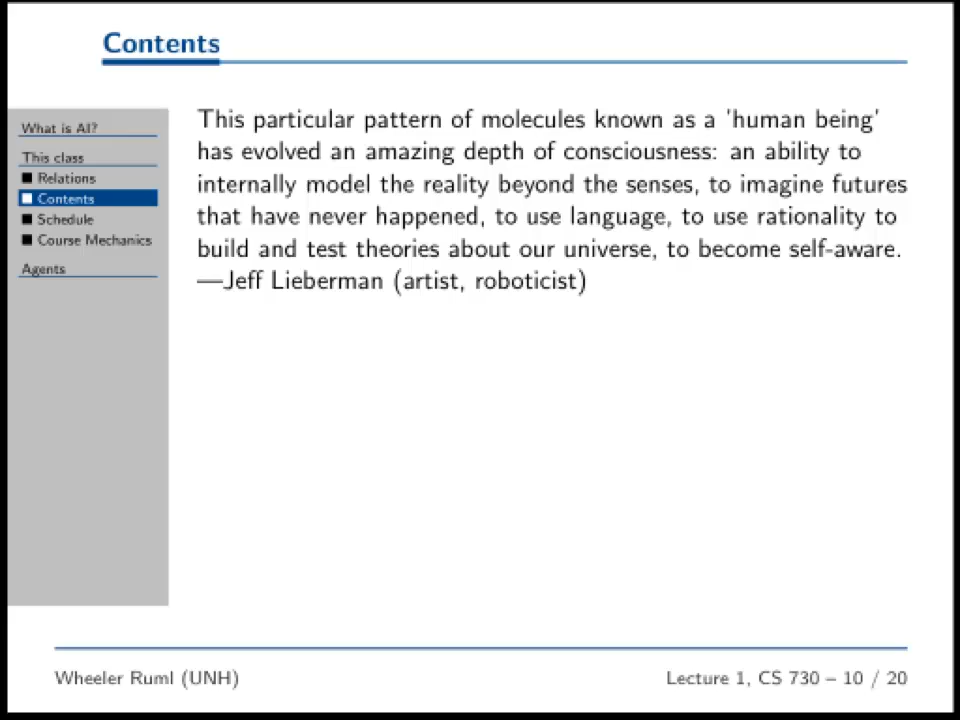 Contents
What is AI?
This class
Relations
Contents
Schedule
Course Mechanics
Agents
This particular pattern of molecules known as a 'human being'
has evolved an amazing depth of consciousness: an ability to
internally model the reality beyond the senses, to imagine futures
that have never happened, to use language, to use rationality to
build and test theories about our universe, to become self-aware.
—Jeff Lieberman (artist, roboticist)
Wheeler Ruml (UNH)
Lecture 1, CS 730 – 10 / 20